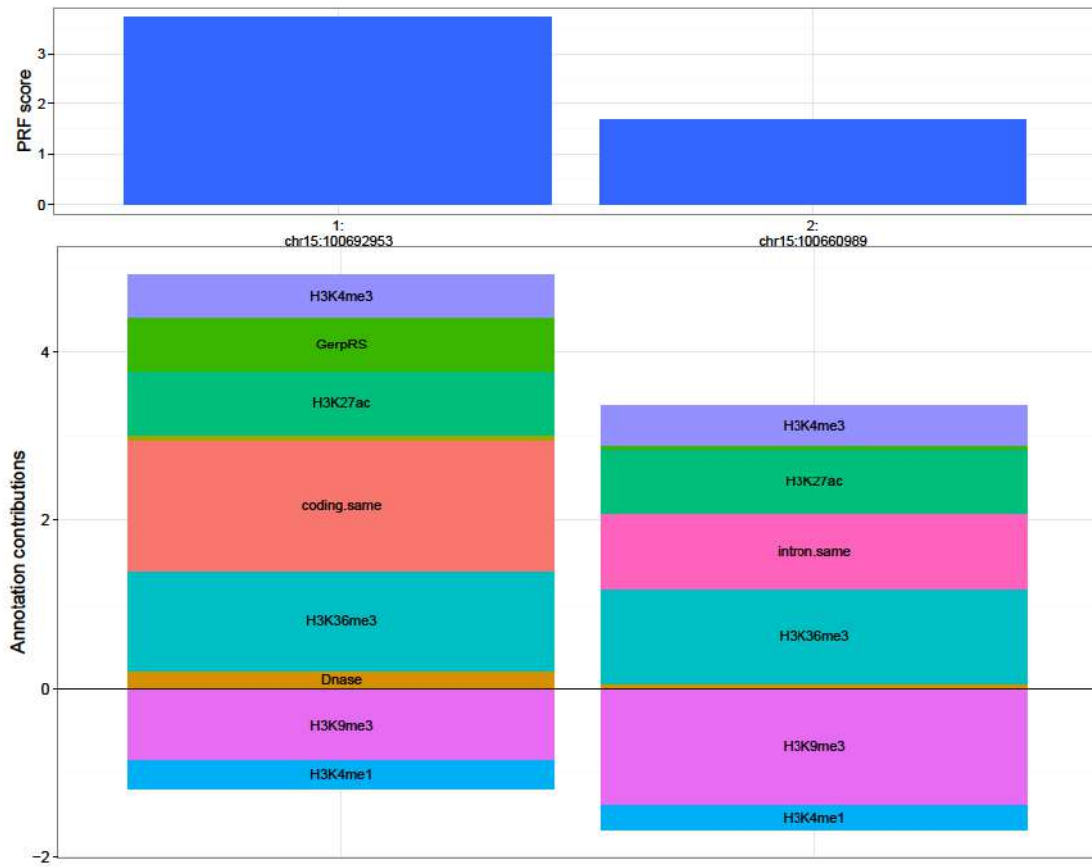 PRF score
3
2
1
0
1:
chr15:100692953
2:
chr15:100660989
Annotation contributions
4
2
0
−2
H3K4me3
GerpRS
H3K27ac
coding.same
H3K36me3
Dnase
H3K9me3
H3K4me1
H3K4me3
H3K27ac
intron.same
H3K36me3
H3K9me3
H3K4me1